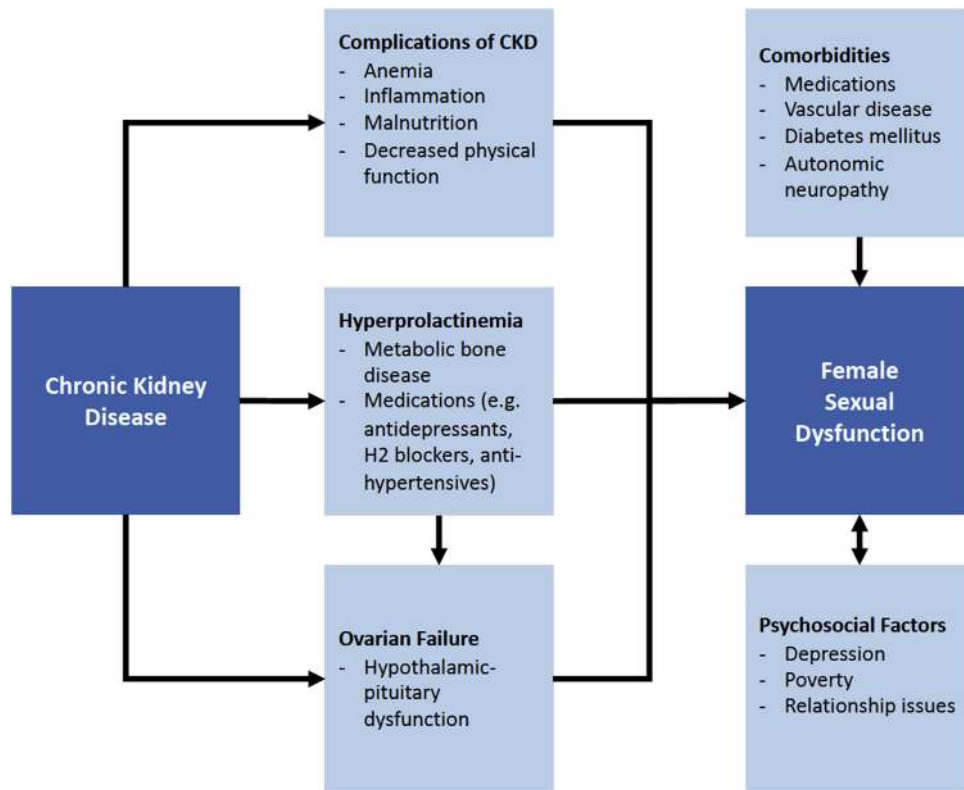 Complications of CKD
- Anemia
- Inflammation
- Malnutrition
- Decreased physical
function
Comorbidities
- Medications
- Vascular disease
- Diabetes mellitus
- Autonomic
neuropathy
Chronic Kidney
Disease
Hyperprolactinemia
- Metabolic bone
disease
- Medications (e.g.
antidepressants,
H2 blockers, anti-
hypertensives)
Female
Sexual
Dysfunction
Ovarian Failure
- Hypothalamic-
pituitary
dysfunction
Psychosocial Factors
- Depression
- Poverty
- Relationship issues